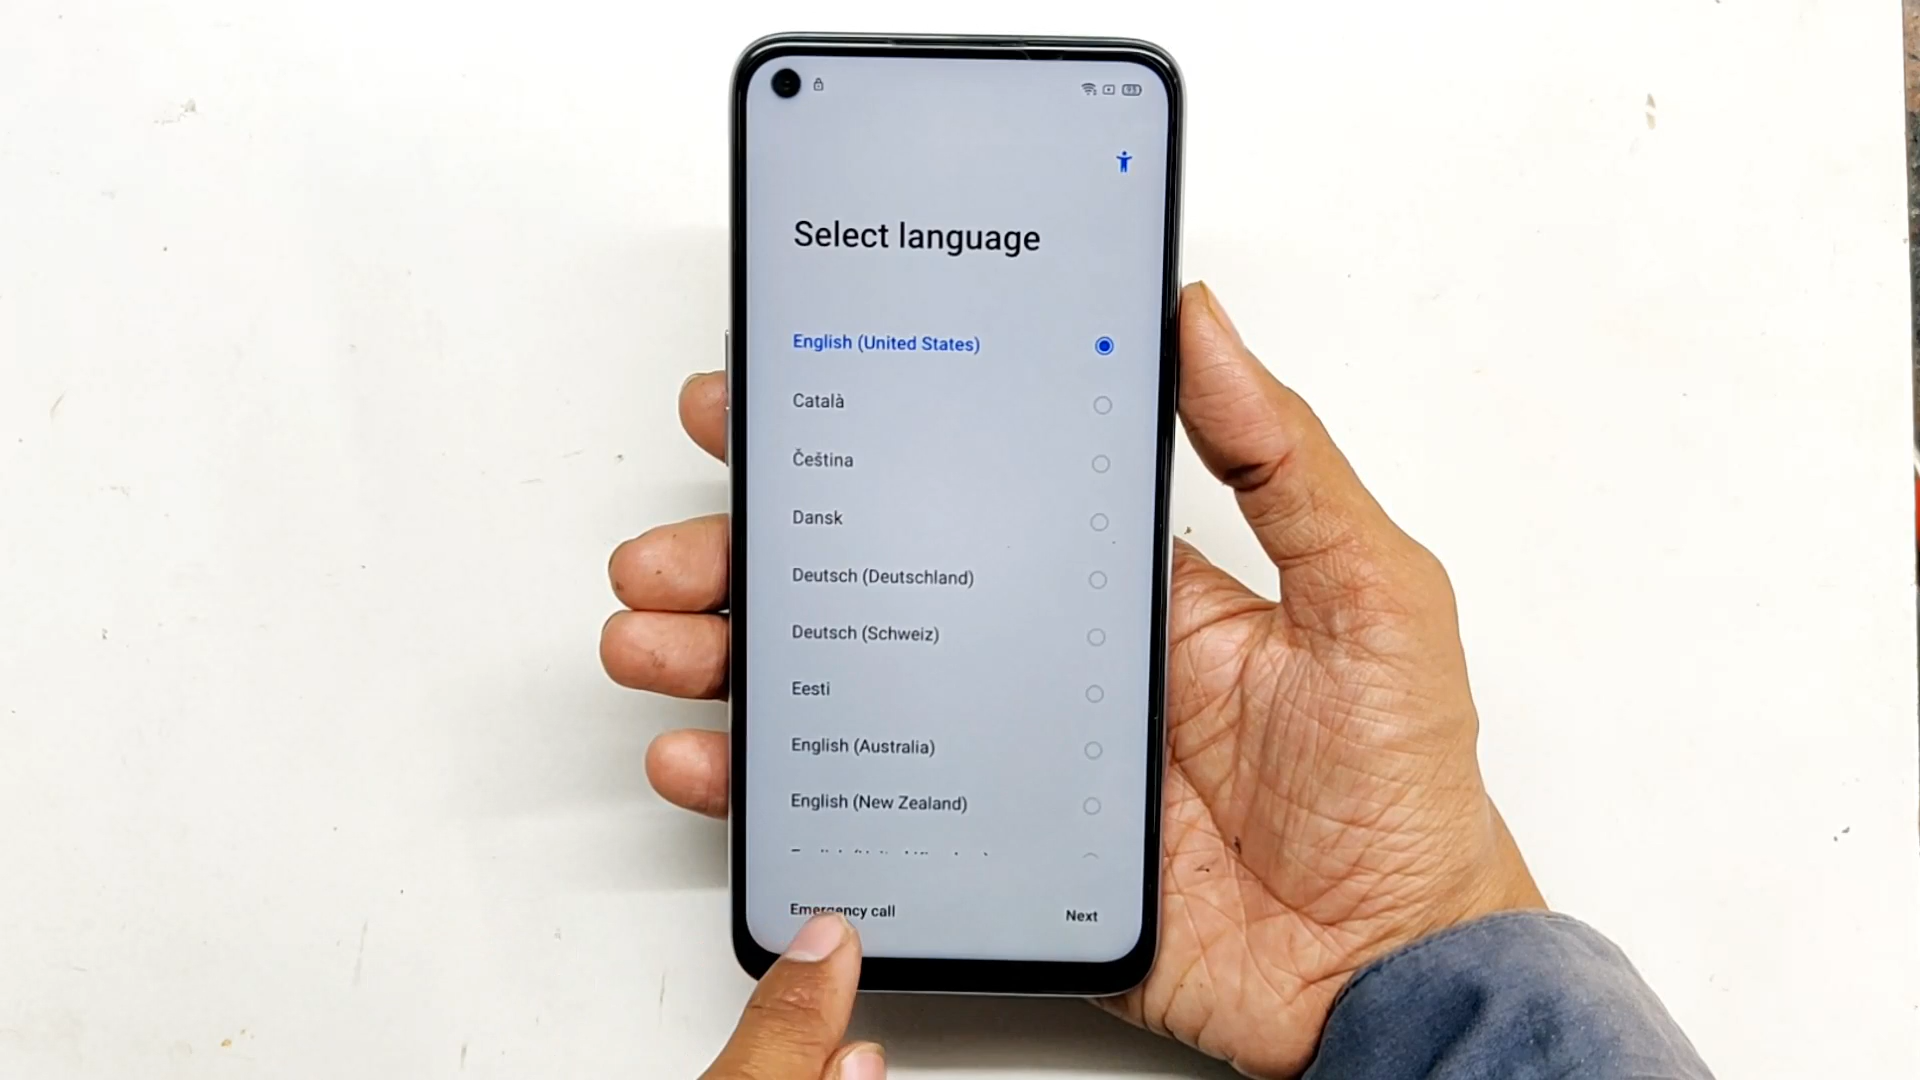 Select language
English (United States)
Català
Čeština
Dansk
Deutsch (Deutschland)
Deutsch (Schweiz)
Eesti
English (Australia)
English (New Zealand)
Emergency call
Next